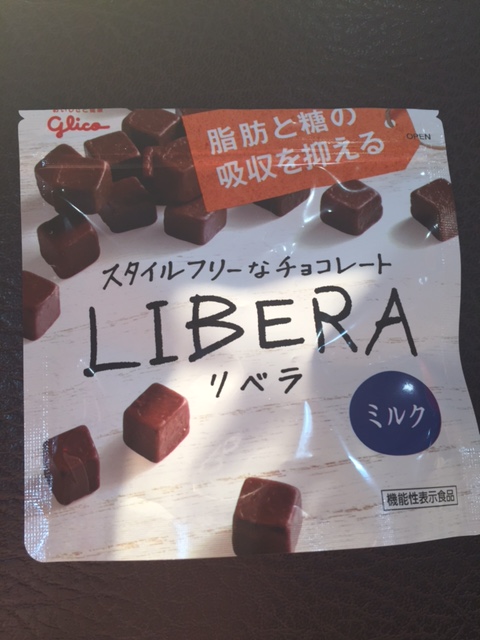 glico
脂肪と糖の
吸収を抑える
OPEN
スタイルフリーなチョコレート
LIBERA
リベラ
ミルク
機能性表示食品